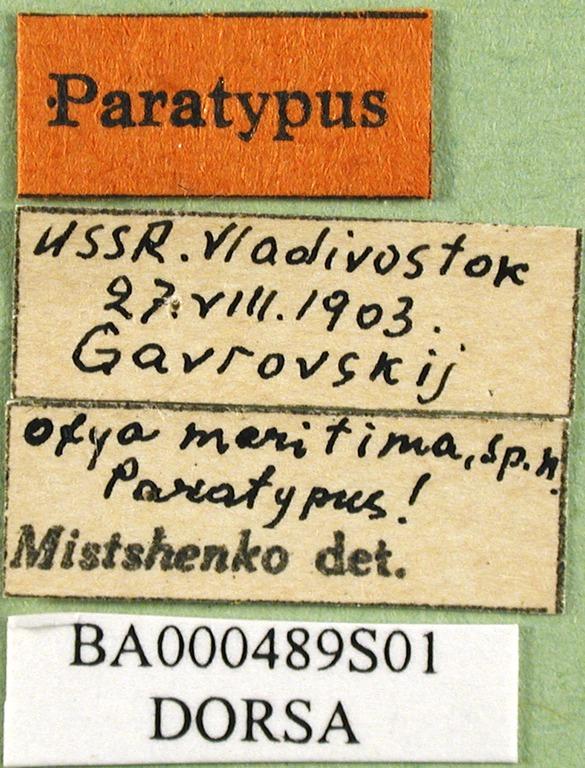 Paratypus
USSR. Vladivostok
27.VIII.1903.
Gavrovskij
Oxya maritima, sp.n.
Paratypus!
Mistshenko det.
BA000489S01
DORSA